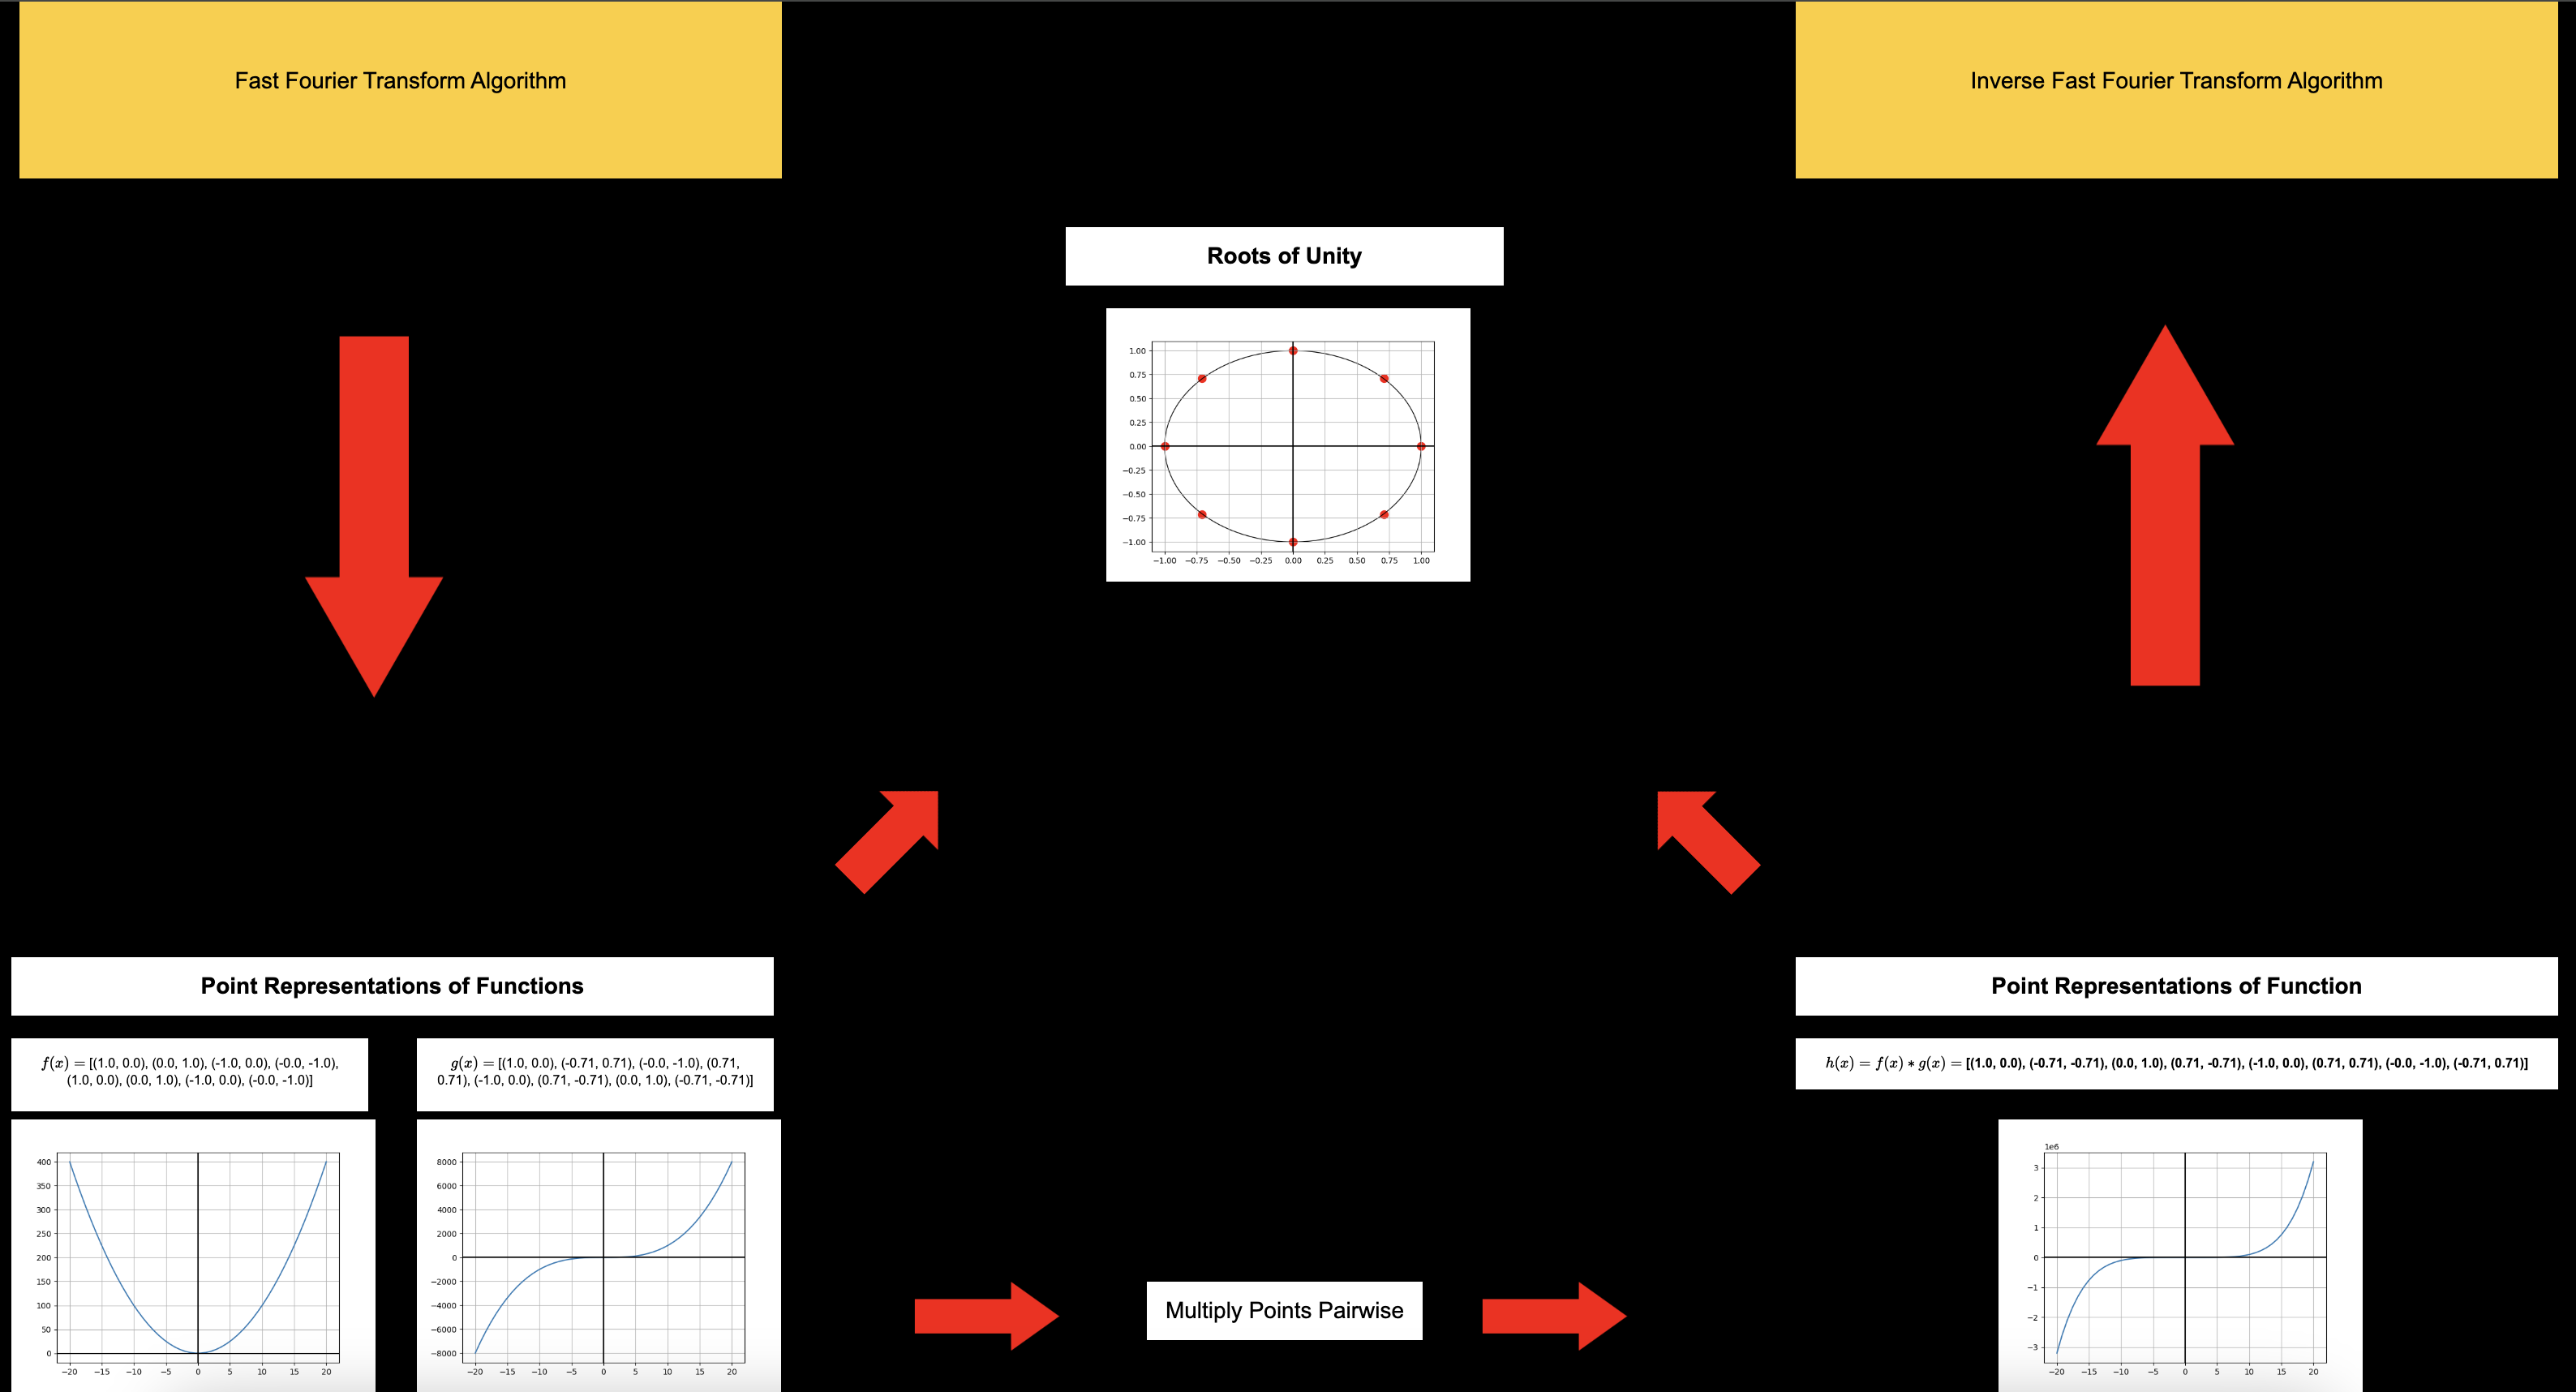 Fast Fourier Transform Algorithm
Inverse Fast Fourier Transform Algorithm
Roots of Unity
1.00
0.75
0.50
0.25
0.00
−0.25
−0.50
−0.75
−1.00
−1.00 −0.75 −0.50 −0.25 0.00 0.25 0.50 0.75 1.00
Point Representations of Functions
f(x) = [(1.0, 0.0), (0.0, 1.0), (-1.0, 0.0), (-0.0, -1.0),
(1.0, 0.0), (0.0, 1.0), (-1.0, 0.0), (-0.0, -1.0)]
g(x) = [(1.0, 0.0), (-0.71, 0.71), (-0.0, -1.0), (0.71,
0.71), (-1.0, 0.0), (0.71, -0.71), (0.0, 1.0), (-0.71, -0.71)]
400
350
300
250
200
150
100
50
0
−20 −15 −10 −5 0 5 10 15 20
8000
6000
4000
2000
0
−2000
−4000
−6000
−8000
−20 −15 −10 −5 0 5 10 15 20
Multiply Points Pairwise
Point Representations of Function
h(x) = f(x) ∗ g(x) = [(1.0, 0.0), (-0.71, -0.71), (0.0, 1.0), (0.71, -0.71), (-1.0, 0.0), (0.71, 0.71), (-0.0, -1.0), (-0.71, 0.71)]
1e6
3
2
1
0
−1
−2
−3
−20 −15 −10 −5 0 5 10 15 20